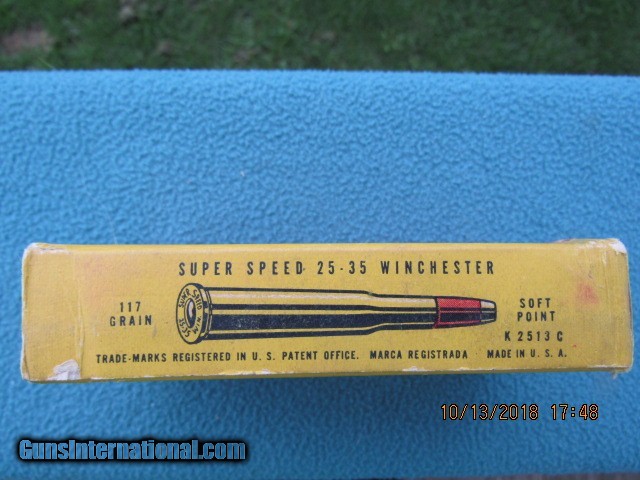 SUPER SPEED 25-35 WINCHESTER
117
GRAIN
SOFT
POINT
K 2513 C
TRADE-MARKS REGISTERED IN U. S. PATENT OFFICE. MARCA REGISTRADA MADE IN U. S. A.
10/13/2018 17:48
GunsInternational.com